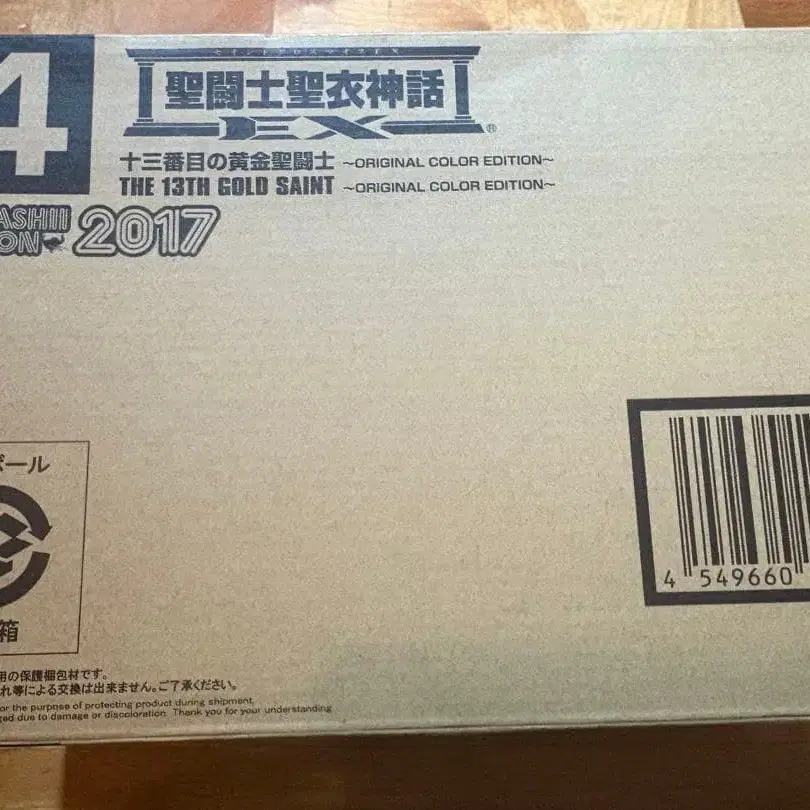 4
セイントクロスマイスEX
聖闘士聖衣神話
EX®
十三番目の黄金聖闘士 ~ORIGINAL COLOR EDITION~
THE 13TH GOLD SAINT ~ORIGINAL COLOR EDITION~
ASHII
ON 2017
ボール
箱
4 549660
用の保護梱包材です。
れ等による交換は出来ません。ご了承ください。
or the purpose of protecting product during shipment,
ged due to damage or discoloration. Thank you for your understanding